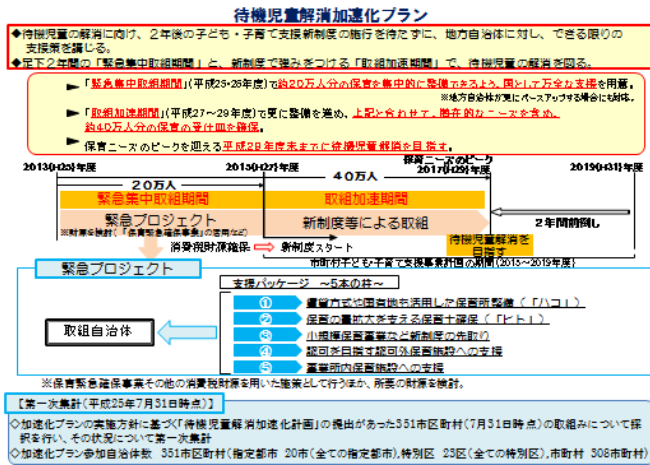 待機児童解消加速化プラン
◆待機児童の解消に向け、２年後の子ども・子育て支援新制度の施行を待たずに、地方自治体に対し、できる限りの
支援策を講じる。
◆足下２年間の「緊急集中取組期間」と、新制度で弾みをつける「取組加速期間」で、待機児童の解消を図る。
► 「緊急集中取組期間」(平成25・26年度)で約20万人分の保育を集中的に整備できるよう、国として万全な支援を用意。
※地方自治体が更にペースアップする場合にも対応。
► 「取組加速期間」(平成27～29年度)で更に整備を進め、上記と合わせて、潜在的なニーズを含め、
約40万人分の保育の受け皿を確保。
► 保育ニーズのピークを迎える平成29年度末までに待機児童解消を目指す。
保育ニーズのピーク
2013(H25)年度 2015(H27)年度 2017(H29)年度 2019(H31)年度
２０万人 ４０万人
緊急集中取組期間 取組加速期間
緊急プロジェクト 新制度等による取組 ２年間前倒し
※財源を検討(「保育緊急確保事業」の活用など)
待機児童解消を
目指す
消費税財源確保 新制度スタート
市町村子ども・子育て支援事業計画の期間(2015～2019年度)
緊急プロジェクト
支援パッケージ ～５本の柱～
取組自治体
① 賃貸方式や国有地も活用した保育所整備(「ハコ」)
② 保育の量拡大を支える保育士確保(「ヒト」)
③ 小規模保育事業など新制度の先取り
④ 認可を目指す認可外保育施設への支援
⑤ 事業所内保育施設への支援
※保育緊急確保事業その他の消費税財源を用いた施策として行うほか、所要の財源を検討。
【第一次集計(平成25年7月31日時点)】
◇加速化プランの実施方針に基づく「待機児童解消加速化計画」の提出があった351市区町村(7月31日時点)の取組みについて採
択を行い、その状況について第一次集計
◇加速化プラン参加自治体数 351市区町村(指定都市 20市(全ての指定都市),特別区 23区(全ての特別区),市町村 308市町村)